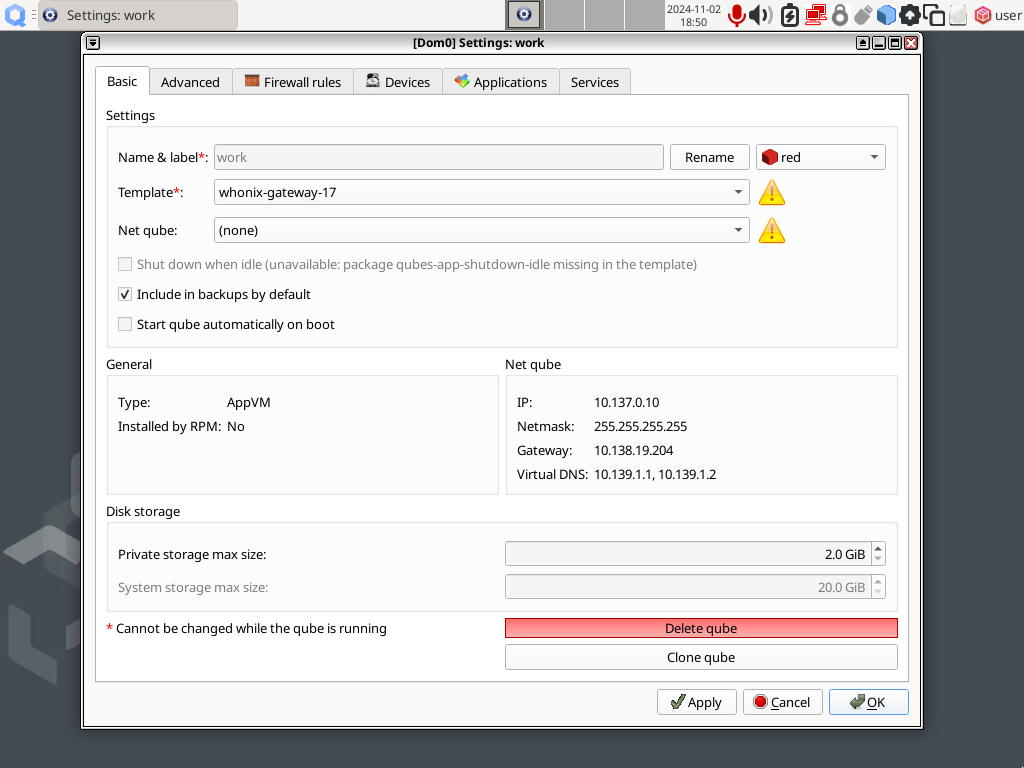 Settings: work
2024-11-02
18:50
user
[Dom0] Settings: work
Basic
Advanced
Firewall rules
Devices
Applications
Services
Settings
Name & label*:
work
Rename
red
Template*:
whonix-gateway-17
Net qube:
(none)
Shut down when idle (unavailable: package qubes-app-shutdown-idle missing in the template)
Include in backups by default
Start qube automatically on boot
General
Type: AppVM
Installed by RPM: No
Net qube
IP: 10.137.0.10
Netmask: 255.255.255.255
Gateway: 10.138.19.204
Virtual DNS: 10.139.1.1, 10.139.1.2
Disk storage
Private storage max size: 2.0 GiB
System storage max size: 20.0 GiB
* Cannot be changed while the qube is running
Delete qube
Clone qube
Apply
Cancel
OK